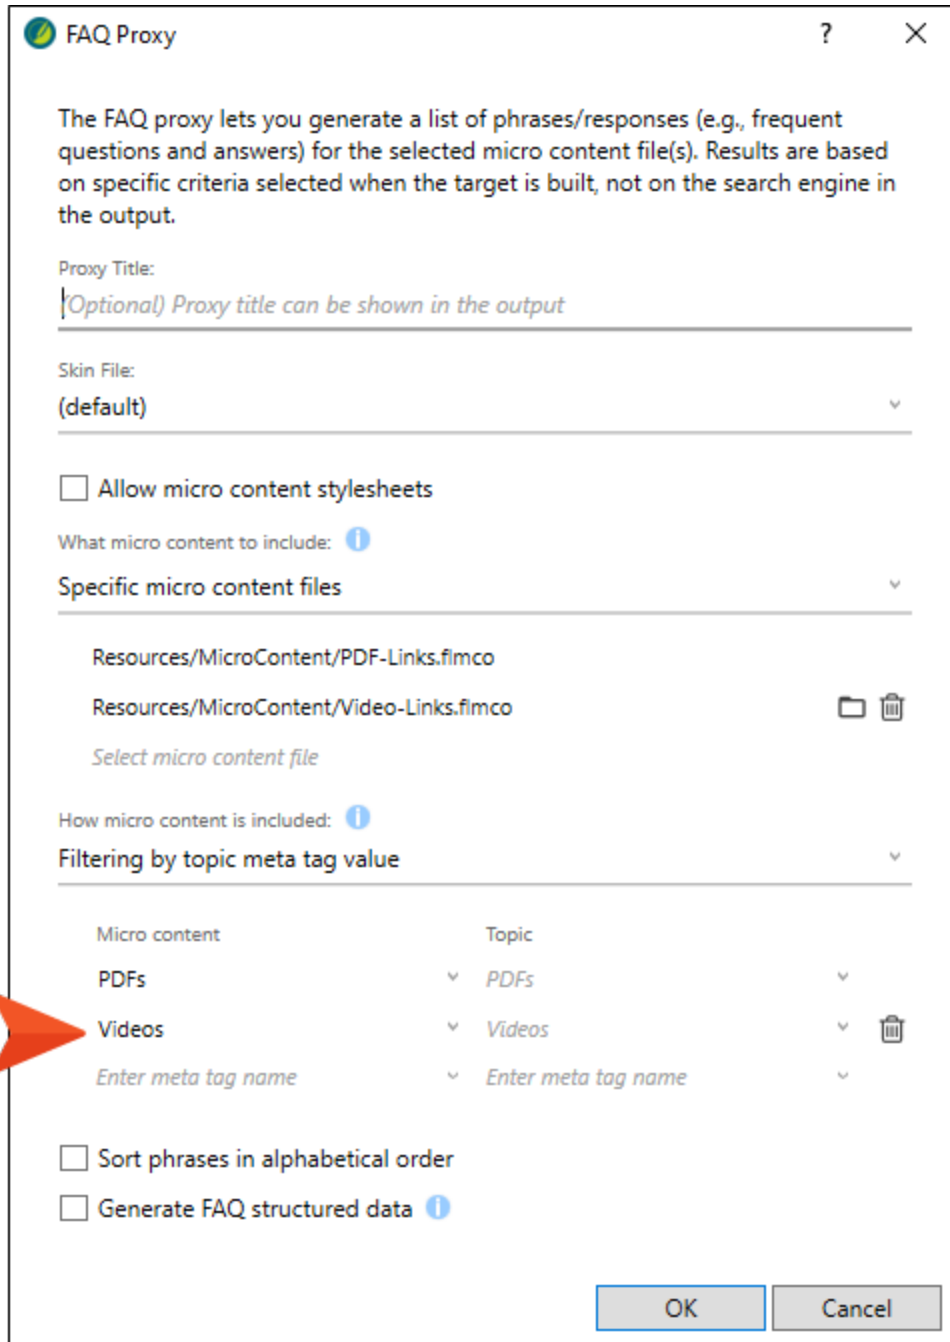 FAQ Proxy ?
The FAQ proxy lets you generate a list of phrases/responses (e.g., frequent
questions and answers) for the selected micro content file(s). Results are based
on specific criteria selected when the target is built, not on the search engine in
the output.
Proxy Title:
(Optional) Proxy title can be shown in the output
Skin File:
(default)
Allow micro content stylesheets
What micro content to include: i
Specific micro content files
Resources/MicroContent/PDF-Links.flmco
Resources/MicroContent/Video-Links.flmco
Select micro content file
How micro content is included: i
Filtering by topic meta tag value
Micro content Topic
PDFs PDFs
Videos Videos
Enter meta tag name Enter meta tag name
Sort phrases in alphabetical order
Generate FAQ structured data i
OK Cancel